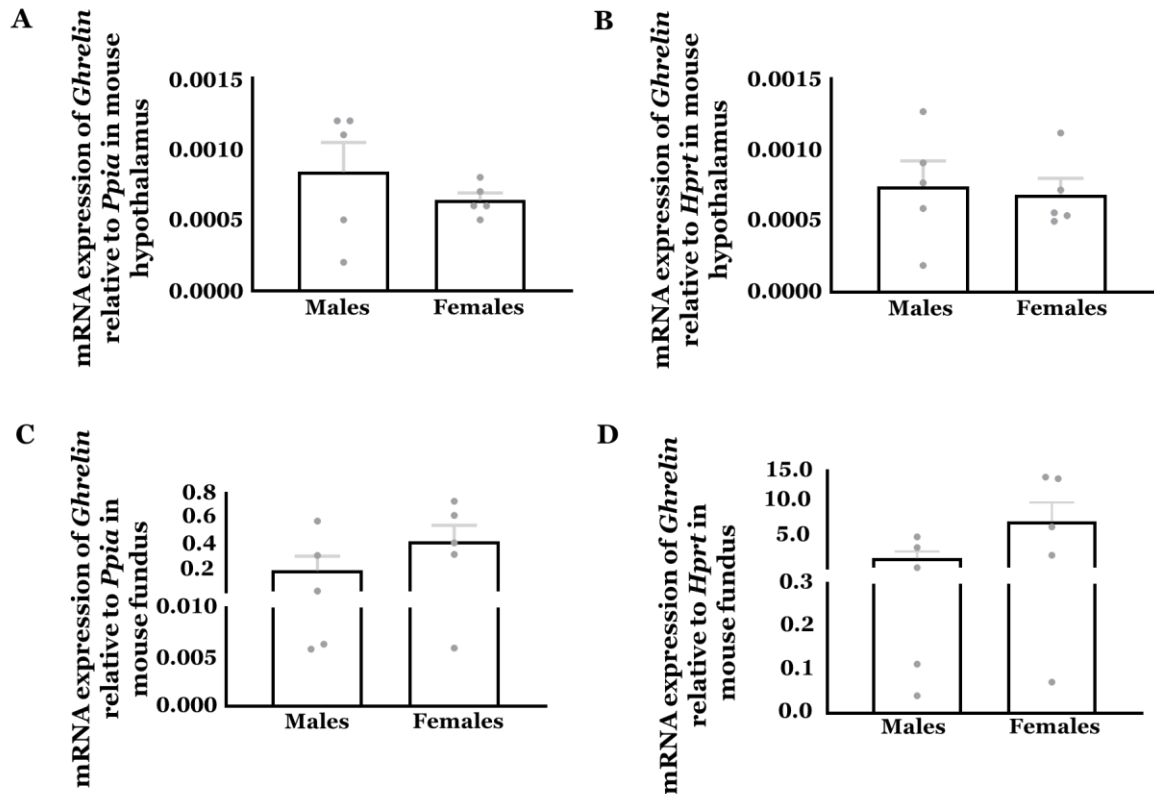 A
mRNA expression of Ghrelin
relative to Ppia in mouse
hypothalamus
0.0015
0.0010
0.0005
0.0000
Males Females
B
mRNA expression of Ghrelin
relative to Hprt in mouse
hypothalamus
0.0015
0.0010
0.0005
0.0000
Males Females
C
mRNA expression of Ghrelin
relative to Ppia in
mouse fundus
0.8
0.6
0.4
0.2
0.010
0.005
0.000
Males Females
D
mRNA expression of Ghrelin
relative to Hprt in
mouse fundus
15.0
10.0
5.0
0.3
0.2
0.1
0.0
Males Females